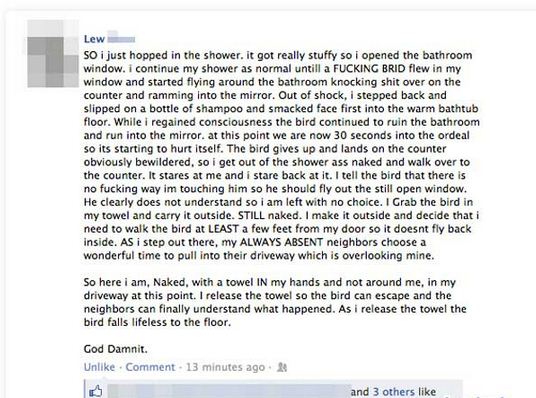 Lew
SO i just hopped in the shower. it got really stuffy so i opened the bathroom
window. i continue my shower as normal untill a FUCKING BRID flew in my
window and started flying around the bathroom knocking shit over on the
counter and ramming into the mirror. Out of shock, i stepped back and
slipped on a bottle of shampoo and smacked face first into the warm bathtub
floor. While i regained consciousness the bird continued to ruin the bathroom
and run into the mirror. at this point we are now 30 seconds into the ordeal
so its starting to hurt itself. The bird gives up and lands on the counter
obviously bewildered, so i get out of the shower ass naked and walk over to
the counter. It stares at me and i stare back at it. I tell the bird that there is
no fucking way im touching him so he should fly out the still open window.
He clearly does not understand so i am left with no choice. I Grab the bird in
my towel and carry it outside. STILL naked. I make it outside and decide that i
need to walk the bird at LEAST a few feet from my door so it doesnt fly back
inside. AS i step out there, my ALWAYS ABSENT neighbors choose a
wonderful time to pull into their driveway which is overlooking mine.
So here i am, Naked, with a towel IN my hands and not around me, in my
driveway at this point. I release the towel so the bird can escape and the
neighbors can finally understand what happened. As i release the towel the
bird falls lifeless to the floor.
God Damnit.
Unlike · Comment · 13 minutes ago ·
and 3 others like